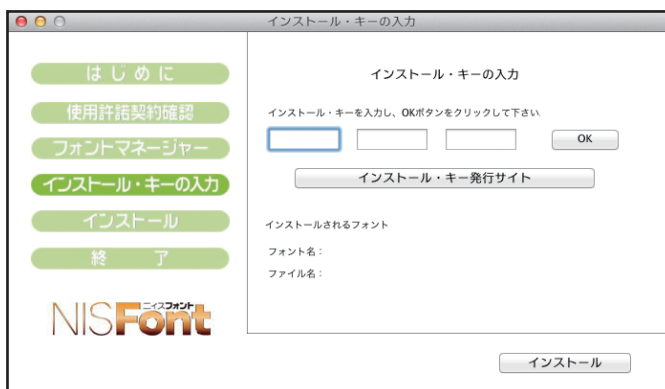 インストール・キーの入力
はじめに
使用許諾契約確認
フォントマネージャー
インストール・キーの入力
インストール
終 了
ニィスフォント
NISFont
インストール・キーの入力
インストール・キーを入力し、OKボタンをクリックして下さい.
OK
インストール・キー発行サイト
インストールされるフォント
フォント名：
ファイル名：
インストール